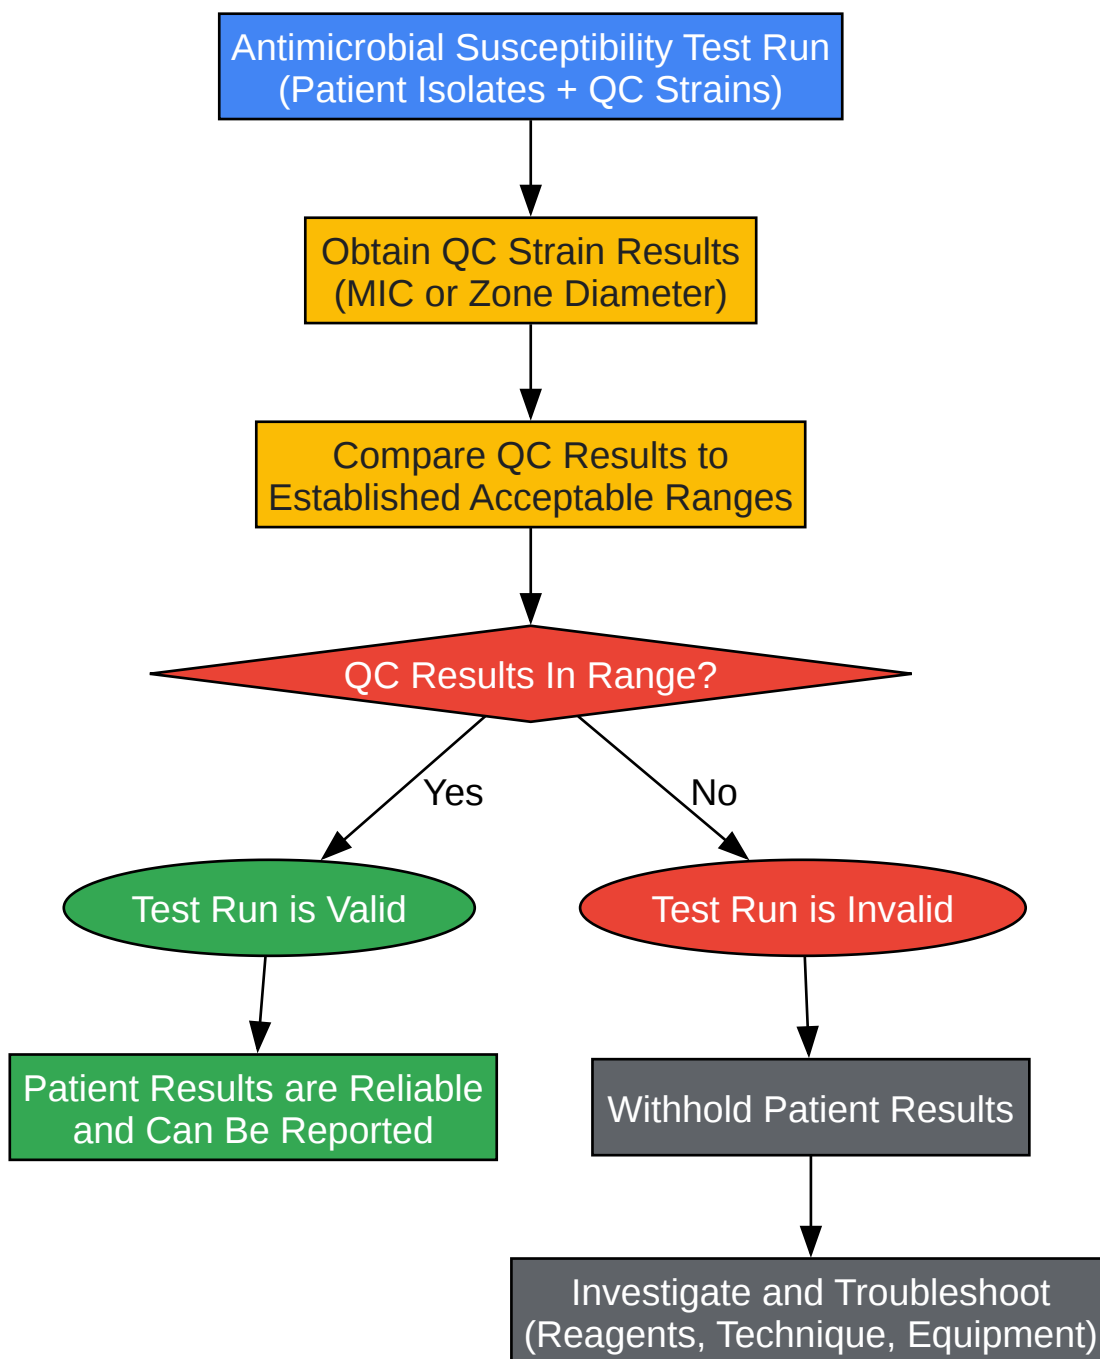 Antimicrobial Susceptibility Test Run
(Patient Isolates + QC Strains)
Obtain QC Strain Results
(MIC or Zone Diameter)
Compare QC Results to
Established Acceptable Ranges
QC Results In Range?
Yes
No
Test Run is Valid
Test Run is Invalid
Patient Results are Reliable
and Can Be Reported
Withhold Patient Results
Investigate and Troubleshoot
(Reagents, Technique, Equipment)